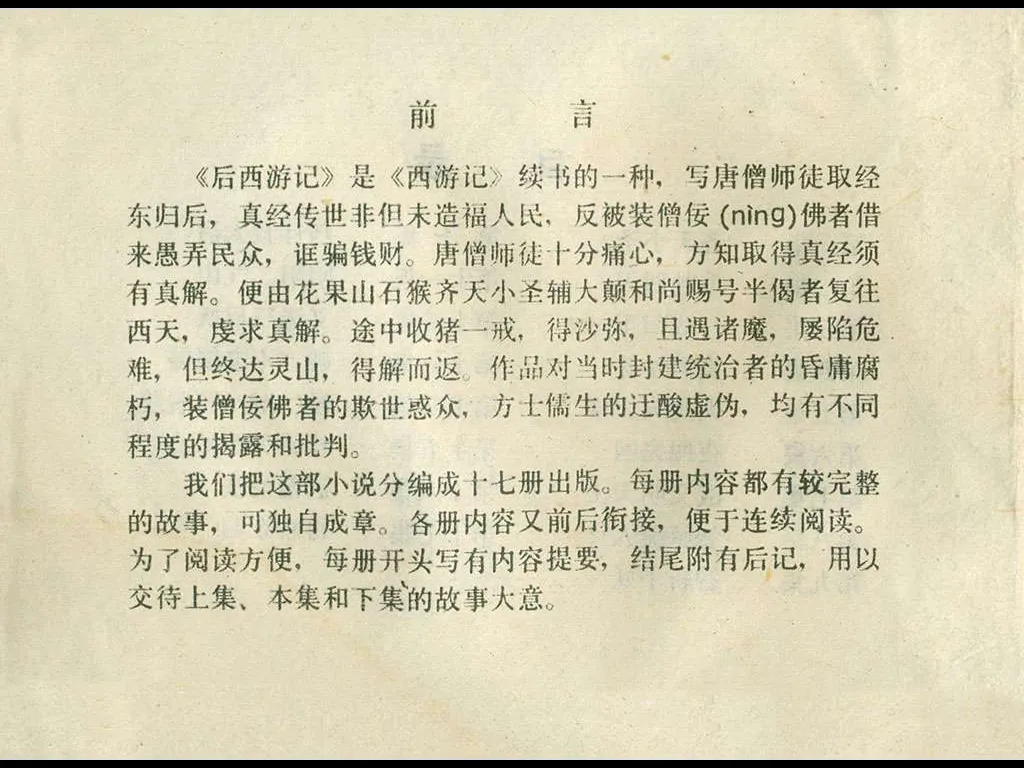 前言
《后西游记》是《西游记》续书的一种，写唐僧师徒取经
东归后，真经传世非但未造福人民，反被装僧佞(nìng)佛者借
来愚弄民众，诓骗钱财。唐僧师徒十分痛心，方知取得真经须
有真解。便由花果山石猴齐天小圣辅大颠和尚赐号半偈者复往
西天，虔求真解。途中收猪一戒，得沙弥，且遇诸魔，屡陷危
难，但终达灵山，得解而返。作品对当时封建统治者的昏庸腐
朽，装僧佞佛者的欺世惑众，方士儒生的迂酸虚伪，均有不同
程度的揭露和批判。
我们把这部小说分编成十七册出版。每册内容都有较完整
的故事，可独自成章。各册内容又前后衔接，便于连续阅读。
为了阅读方便，每册开头写有内容提要，结尾附有后记，用以
交待上集、本集和下集的故事大意。